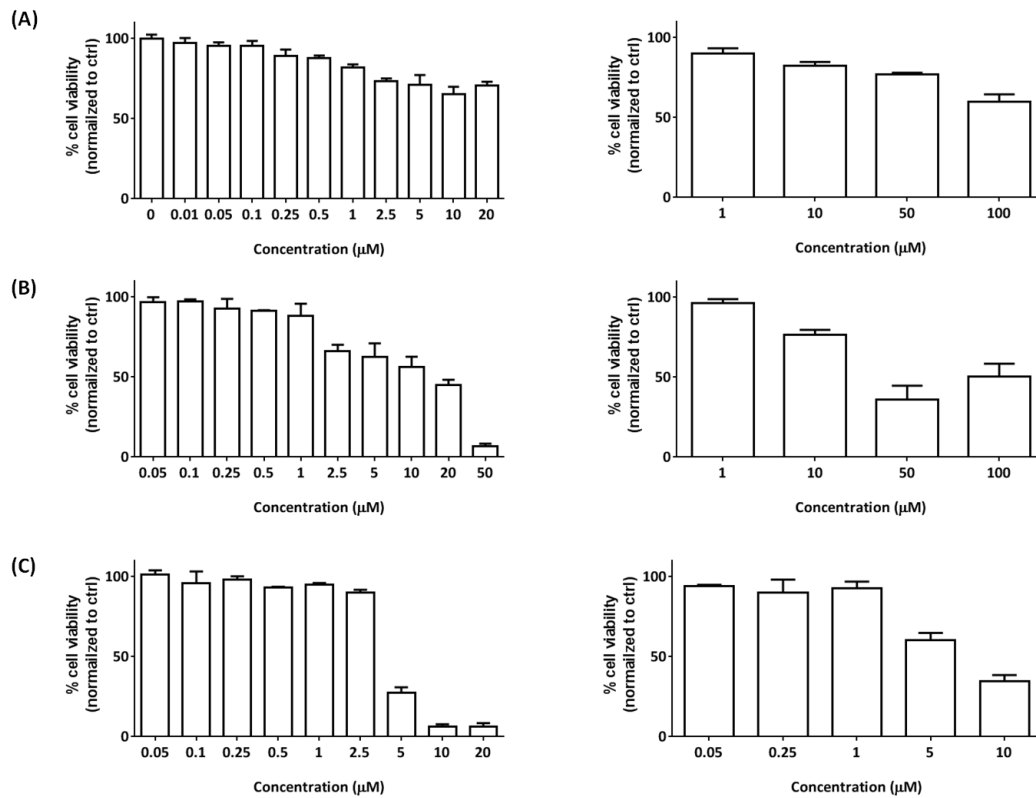 (A)
% cell viability
(normailzed to ctrl)
100
50
0
0 0.01 0.05 0.1 0.25 0.5 1 2.5 5 10 20
Concentration (µM)
% cell viability
(normailzed to ctrl)
100
50
0
1 10 50 100
Concentration (µM)
(B)
% cell viability
(normailzed to ctrl)
100
50
0
0.05 0.1 0.25 0.5 1 2.5 5 10 20 50
Concentration (µM)
% cell viability
(normailzed to ctrl)
100
50
0
1 10 50 100
Concentration (µM)
(C)
% cell viability
(normailzed to ctrl)
100
50
0
0.05 0.1 0.25 0.5 1 2.5 5 10 20
Concentration (µM)
% cell viability
(normailzed to ctrl)
100
50
0
0.05 0.25 1 5 10
Concentration (µM)